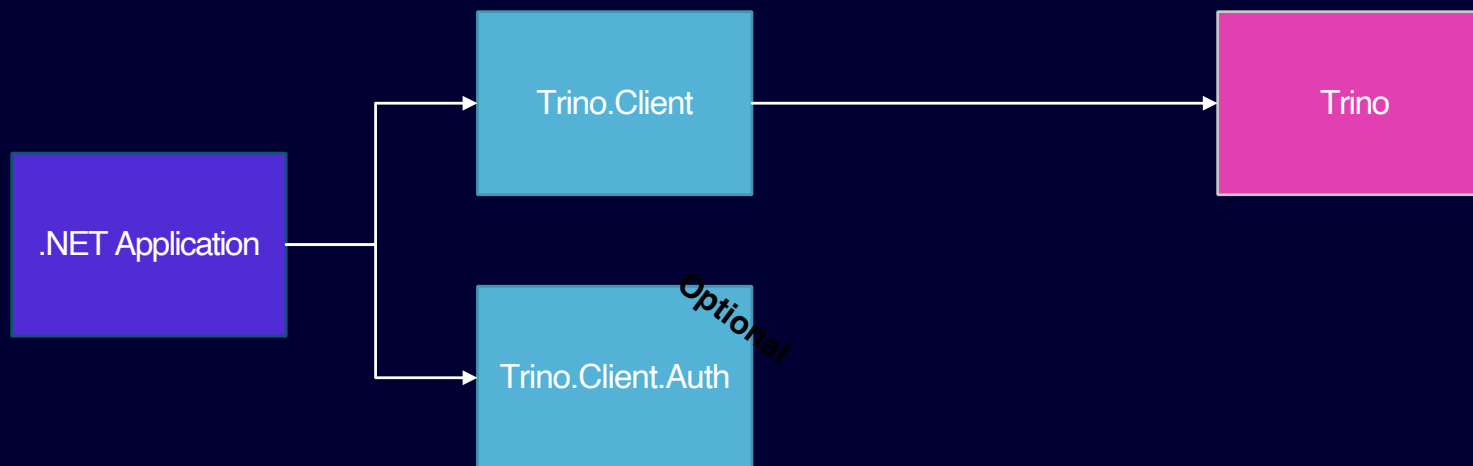 Trino.Client
Trino
.NET Application
Optional
Trino.Client.Auth